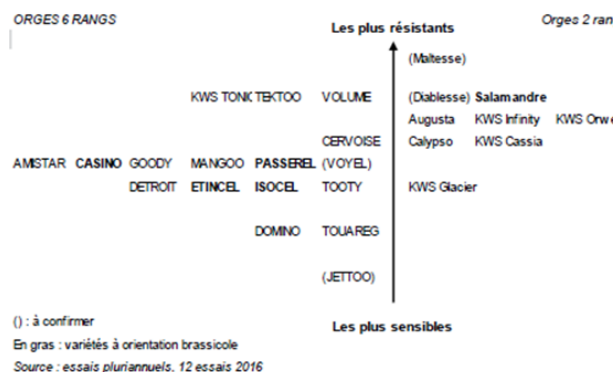 ORGES 6 RANGS
Les plus résistants
Orges 2 ran
(Maltesse)
KWS TONIC TEKTOO VOLUME (Diablesse) Salamandre
Augusta KWS Infinity KWS Orwe
CERVOISE Calypso KWS Cassia
AMISTAR CASINO GOODY MANGOO PASSEREL (VOYEL)
DETROIT ETINCEL ISOCEL TOOTY KWS Glacier
DOMINO TOUAREG
(JETTOO)
() : à confirmer
Les plus sensibles
En gras : variétés à orientation brassicole
Source : essais pluriannuels, 12 essais 2016